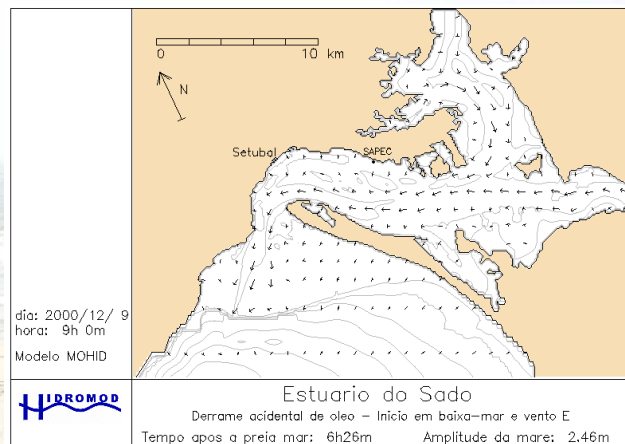 0
10 km
N
Setubal
SAPEC
dia: 2000/12/ 9
hora: 9h 0m
Modelo MOHID
HIDROMOD
Estuario do Sado
Derrame acidental de oleo - Inicio em baixa-mar e vento E
Tempo apos a preia mar: 6h26m Amplitude da mare: 2.46m